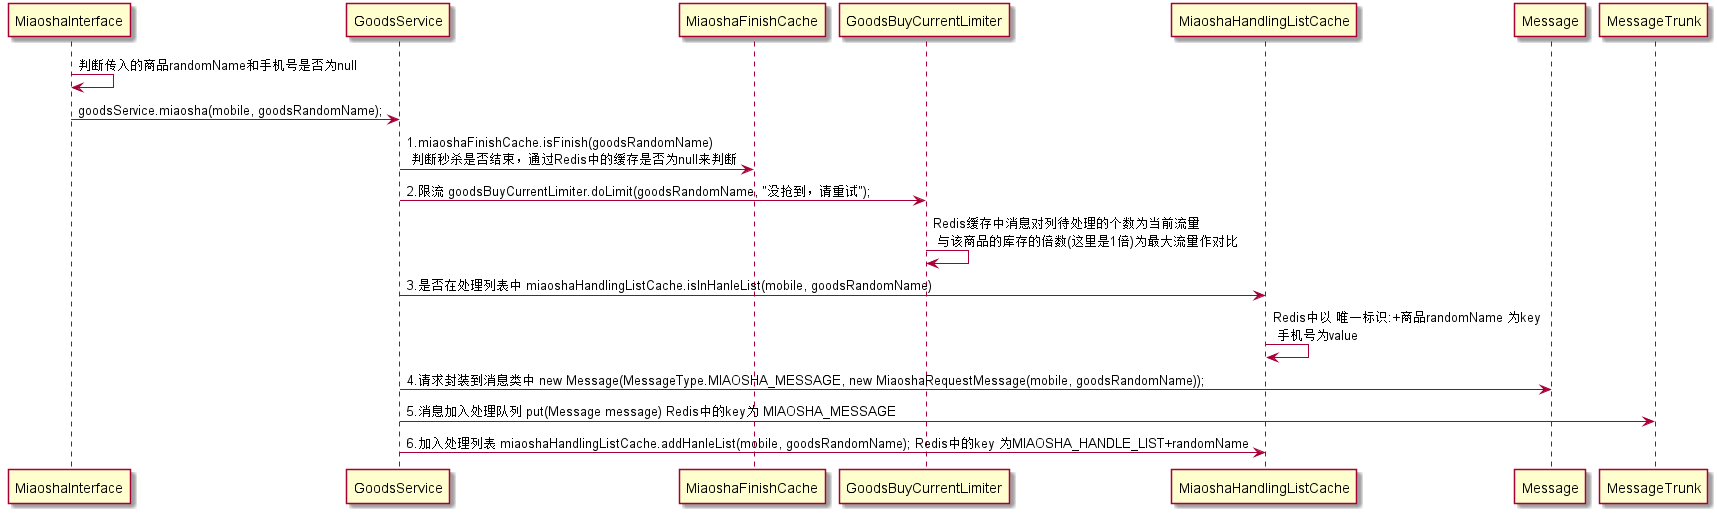 MiaoshaInterface
GoodsService
MiaoshaFinishCache
GoodsBuyCurrentLimiter
MiaoshaHandlingListCache
Message
MessageTrunk
判断传入的商品randomName和手机号是否为null
goodsService.miaosha(mobile, goodsRandomName);
1.miaoshaFinishCache.isFinish(goodsRandomName)
判断秒杀是否结束，通过Redis中的缓存是否为null来判断
2.限流 goodsBuyCurrentLimiter.doLimit(goodsRandomName, "没抢到，请重试");
Redis缓存中消息对列待处理的个数为当前流量
与该商品的库存的倍数(这里是1倍)为最大流量作对比
3.是否在处理列表中 miaoshaHandlingListCache.isInHanleList(mobile, goodsRandomName)
Redis中以 唯一标识:+商品randomName 为key
手机号为value
4.请求封装到消息类中 new Message(MessageType.MIAOSHA_MESSAGE, new MiaoshaRequestMessage(mobile, goodsRandomName));
5.消息加入处理队列 put(Message message) Redis中的key为 MIAOSHA_MESSAGE
6.加入处理列表 miaoshaHandlingListCache.addHanleList(mobile, goodsRandomName); Redis中的key 为MIAOSHA_HANDLE_LIST+randomName
MiaoshaInterface
GoodsService
MiaoshaFinishCache
GoodsBuyCurrentLimiter
MiaoshaHandlingListCache
Message
MessageTrunk